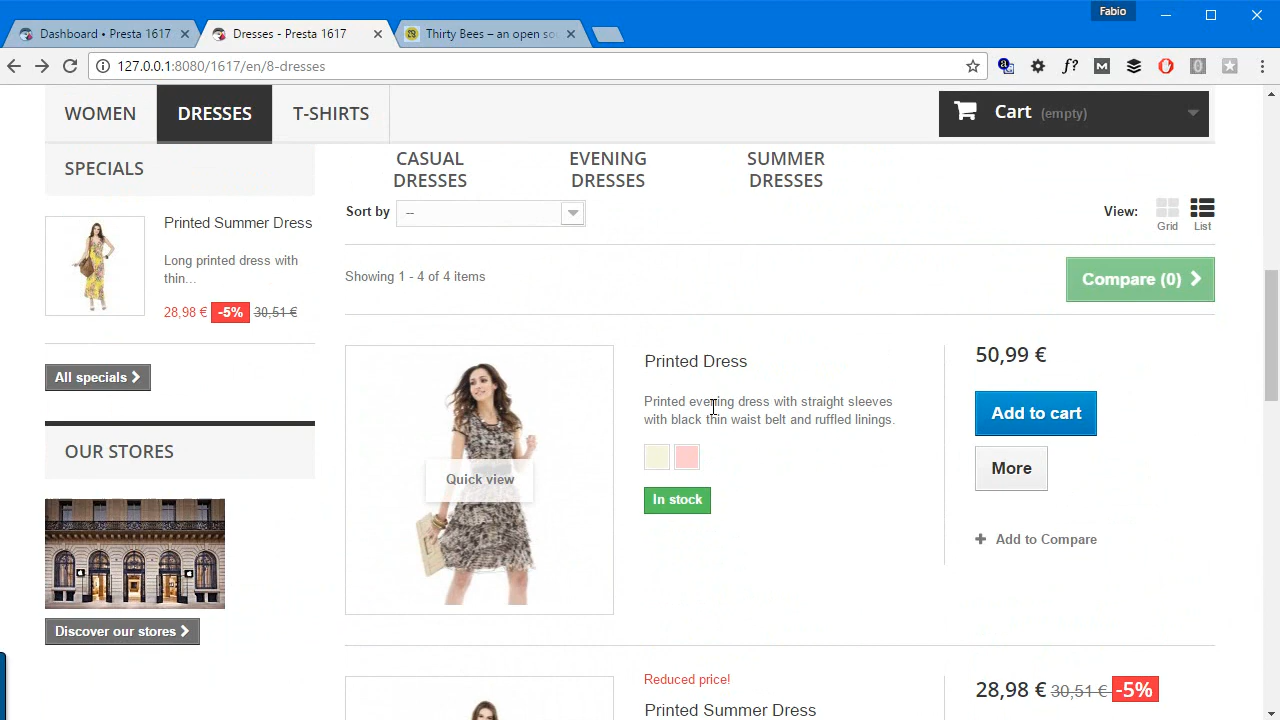 Fabio
Dashboard • Presta 1617
Dresses - Presta 1617
Thirty Bees – an open so
127.0.0.1:8080/1617/en/8-dresses
WOMEN
DRESSES
T-SHIRTS
Cart (empty)
SPECIALS
CASUAL
DRESSES
EVENING
DRESSES
SUMMER
DRESSES
Sort by
--
View:
Grid
List
Printed Summer Dress
Long printed dress with
thin...
28,98 € -5% 30,51 €
All specials
Showing 1 - 4 of 4 items
Compare (0)
OUR STORES
Discover our stores
Quick view
Printed Dress
Printed evening dress with straight sleeves
with black thin waist belt and ruffled linings.
In stock
50,99 €
Add to cart
More
Add to Compare
Reduced price!
Printed Summer Dress
28,98 € 30,51 € -5%